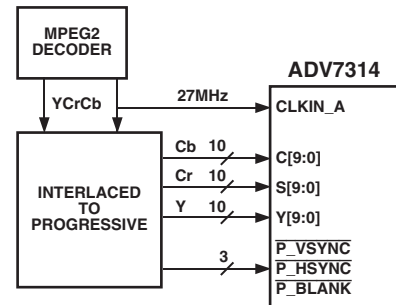 MPEG2
DECODER
ADV7314
YCrCb
27MHz
CLKIN_A
Cb 10
C[9:0]
Cr 10
S[9:0]
INTERLACED
TO
PROGRESSIVE
Y 10
Y[9:0]
3
P_VSYNC
P_HSYNC
P_BLANK